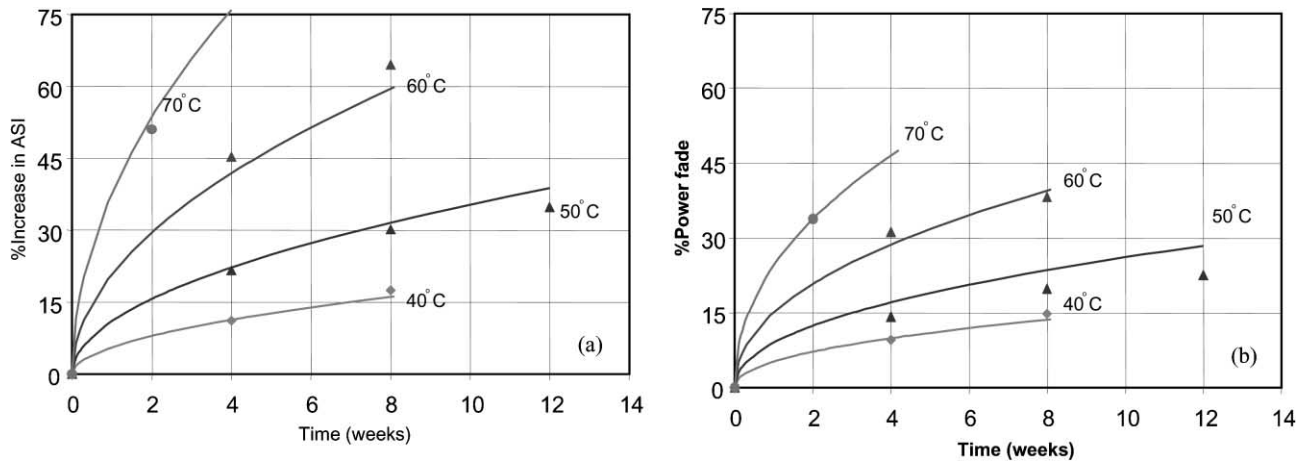 75
60
45
30
15
0
%Increase in ASI
70°C
60°C
50°C
40°C
(a)
0 2 4 6 8 10 12 14
Time (weeks)
75
60
45
30
15
0
%Power fade
70°C
60°C
50°C
40°C
(b)
0 2 4 6 8 10 12 14
Time (weeks)